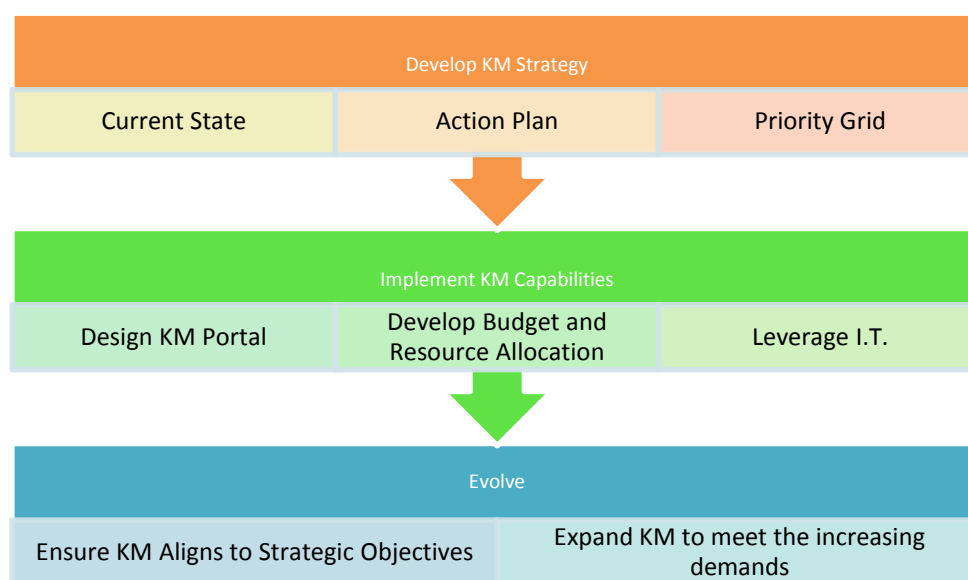 Develop KM Strategy
Current State
Action Plan
Priority Grid
Implement KM Capabilities
Design KM Portal
Develop Budget and
Resource Allocation
Leverage I.T.
Evolve
Ensure KM Aligns to Strategic Objectives
Expand KM to meet the increasing
demands